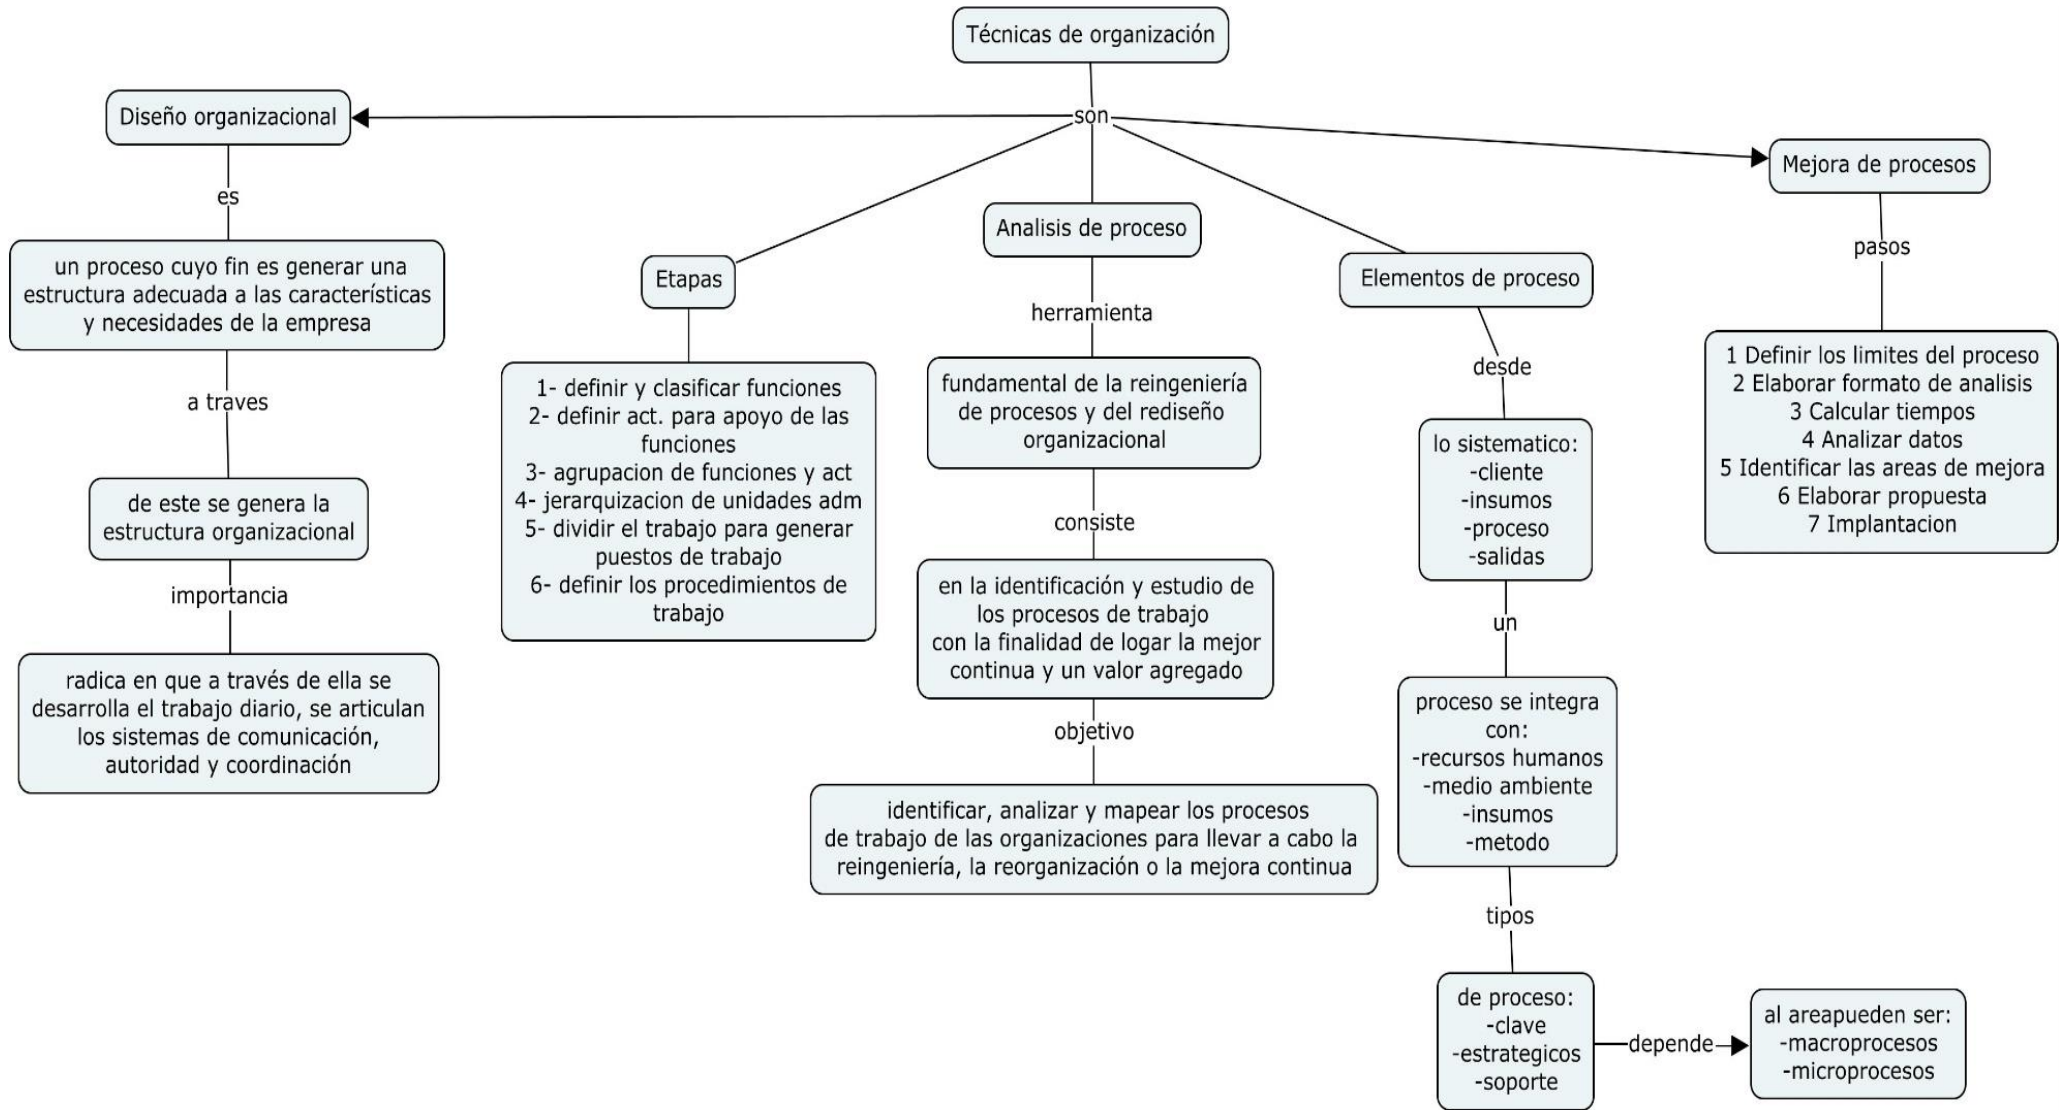 Técnicas de organización
son
Diseño organizacional
es
un proceso cuyo fin es generar una
estructura adecuada a las características
y necesidades de la empresa
a traves
de este se genera la
estructura organizacional
importancia
radica en que a través de ella se
desarrolla el trabajo diario, se articulan
los sistemas de comunicación,
autoridad y coordinación
Etapas
1- definir y clasificar funciones
2- definir act. para apoyo de las
funciones
3- agrupacion de funciones y act
4- jerarquizacion de unidades adm
5- dividir el trabajo para generar
puestos de trabajo
6- definir los procedimientos de
trabajo
Analisis de proceso
herramienta
fundamental de la reingeniería
de procesos y del rediseño
organizacional
consiste
en la identificación y estudio de
los procesos de trabajo
con la finalidad de logar la mejor
continua y un valor agregado
objetivo
identificar, analizar y mapear los procesos
de trabajo de las organizaciones para llevar a cabo la
reingeniería, la reorganización o la mejora continua
Elementos de proceso
desde
lo sistematico:
-cliente
-insumos
-proceso
-salidas
un
proceso se integra
con:
-recursos humanos
-medio ambiente
-insumos
-metodo
tipos
de proceso:
-clave
-estrategicos
-soporte
depende
al areapueden ser:
-macroprocesos
-microprocesos
Mejora de procesos
pasos
1 Definir los limites del proceso
2 Elaborar formato de analisis
3 Calcular tiempos
4 Analizar datos
5 Identificar las areas de mejora
6 Elaborar propuesta
7 Implantacion